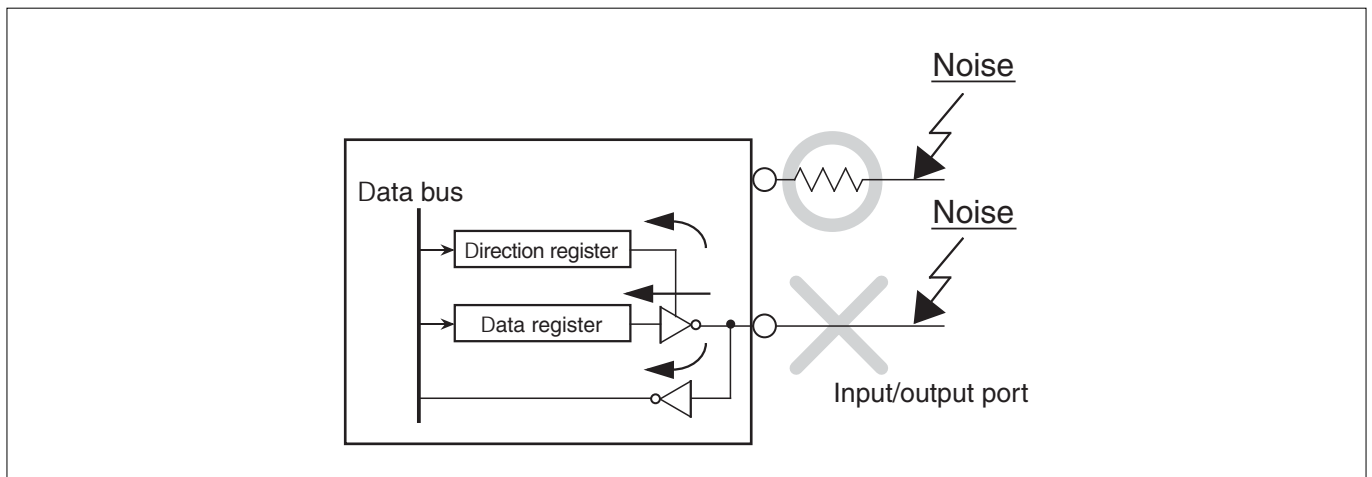 Noise
Data bus
Noise
Direction register
Data register
Input/output port